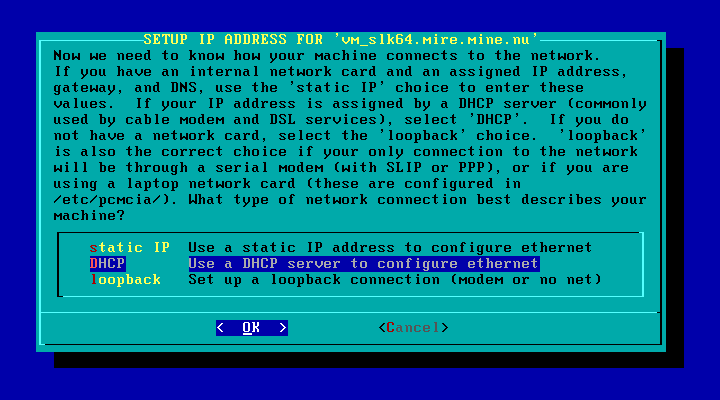 SETUP IP ADDRESS FOR 'vm_slk64.mire.mine.nu'
Now we need to know how your machine connects to the network.
If you have an internal network card and an assigned IP address,
gateway, and DNS, use the 'static IP' choice to enter these
values.  If your IP address is assigned by a DHCP server (commonly
used by cable modem and DSL services), select 'DHCP'.  If you do
not have a network card, select the 'loopback' choice.  'loopback'
is also the correct choice if your only connection to the network
will be through a serial modem (with SLIP or PPP), or if you are
using a laptop network card (these are configured in
/etc/pcmcia/). What type of network connection best describes your
machine?
static IP  Use a static IP address to configure ethernet
DHCP       Use a DHCP server to configure ethernet
loopback   Set up a loopback connection (modem or no net)
<  OK  >          <Cancel>